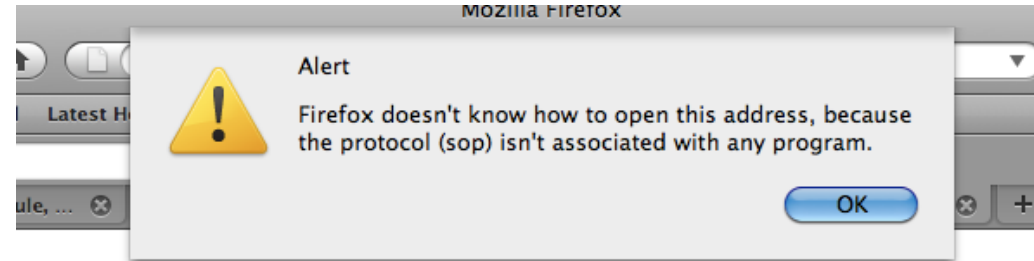 Mozilla Firefox
Alert
Firefox doesn't know how to open this address, because
the protocol (sop) isn't associated with any program.
Latest
OK
ule, ...